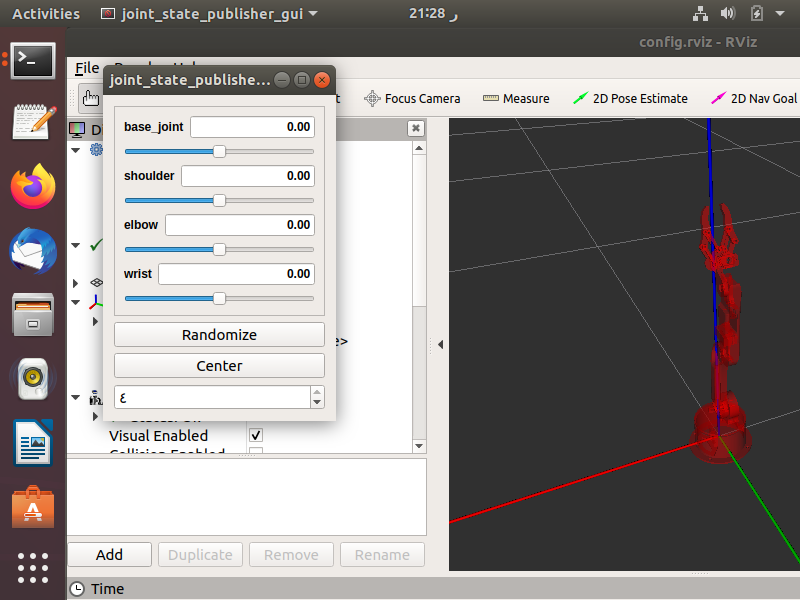 Activities joint_state_publisher_gui 21:28 ر
config.rviz - RViz
File
joint_state_publishe...
Focus Camera Measure 2D Pose Estimate 2D Nav Goal
base_joint 0.00
shoulder 0.00
elbow 0.00
wrist 0.00
Randomize
Center
٤
Visual Enabled
Collision Enabled
Add Duplicate Remove Rename
Time